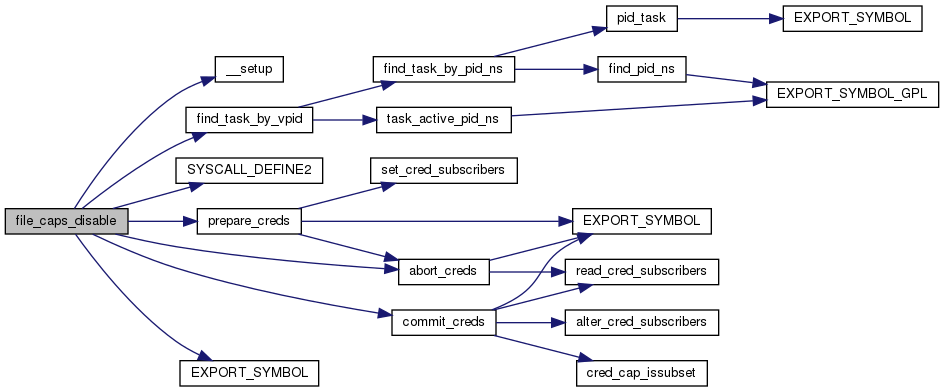 pid_task
EXPORT_SYMBOL
__setup
find_task_by_pid_ns
find_pid_ns
EXPORT_SYMBOL_GPL
find_task_by_vpid
task_active_pid_ns
SYSCALL_DEFINE2
set_cred_subscribers
file_caps_disable
prepare_creds
EXPORT_SYMBOL
abort_creds
read_cred_subscribers
commit_creds
alter_cred_subscribers
EXPORT_SYMBOL
cred_cap_issubset